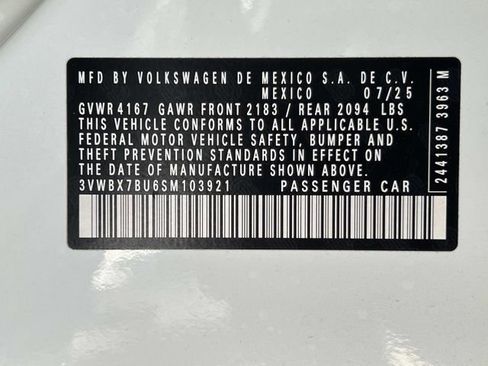 MFD BY VOLKSWAGEN DE MEXICO S.A. DE C.V.
MEXICO 07/25
GVWR 4167 GAWR FRONT 2183 / REAR 2094 LBS
THIS VEHICLE CONFORMS TO ALL APPLICABLE U.S.
FEDERAL MOTOR VEHICLE SAFETY, BUMPER AND
THEFT PREVENTION STANDARDS IN EFFECT ON
THE DATE OF MANUFACTURE SHOWN ABOVE.
3VWBX7BU6SM103921 PASSENGER CAR
2441387 3963 M